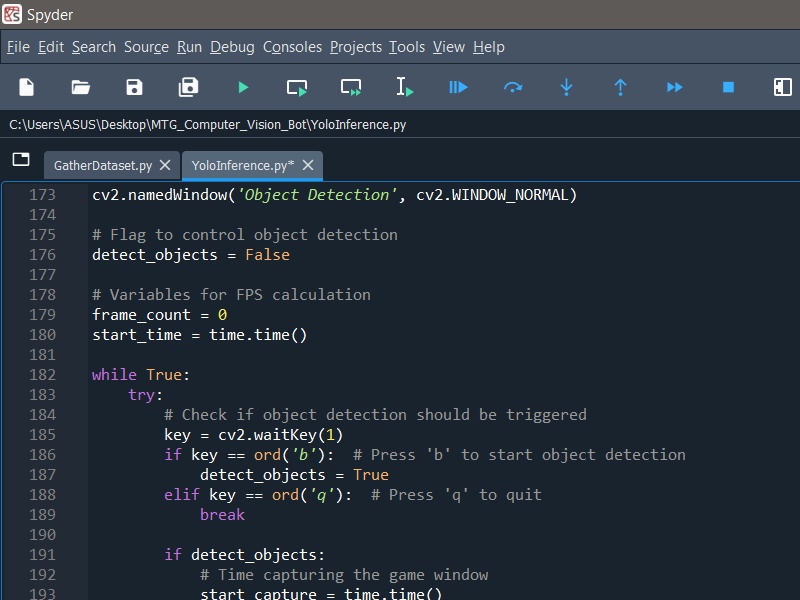 Spyder
File Edit Search Source Run Debug Consoles Projects Tools View Help
C:\Users\ASUS\Desktop\MTG_Computer_Vision_Bot\YoloInference.py
GatherDataset.py YoloInference.py*
173 cv2.namedWindow('Object Detection', cv2.WINDOW_NORMAL)
174
175 # Flag to control object detection
176 detect_objects = False
177
178 # Variables for FPS calculation
179 frame_count = 0
180 start_time = time.time()
181
182 while True:
183     try:
184         # Check if object detection should be triggered
185         key = cv2.waitKey(1)
186         if key == ord('b'):  # Press 'b' to start object detection
187             detect_objects = True
188         elif key == ord('q'):  # Press 'q' to quit
189             break
190
191         if detect_objects:
192             # Time capturing the game window
193             start_capture = time.time()